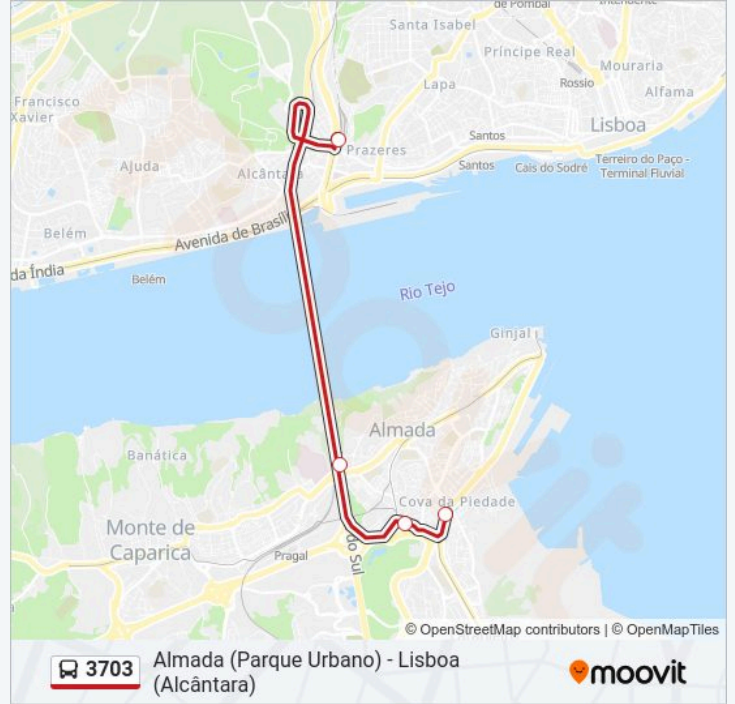 de Pombal
Intendente
Santa Isabel
Príncipe Real
Mouraria
Lapa
Rossio
Alfama
Francisco
Xavier
Lisboa
Santos
Prazeres
Ajuda
Alcântara
Santos
Cais do Sodré
Terreiro do Paço -
Terminal Fluvial
Belém
Avenida de Brasília
da Índia
Belém
Rio Tejo
Ginjal
Almada
Banática
Cova da Piedade
Monte de
Caparica
Pragal
do Sul
© OpenStreetMap contributors | © OpenMapTiles
3703
Almada (Parque Urbano) - Lisboa
(Alcântara)
moovit